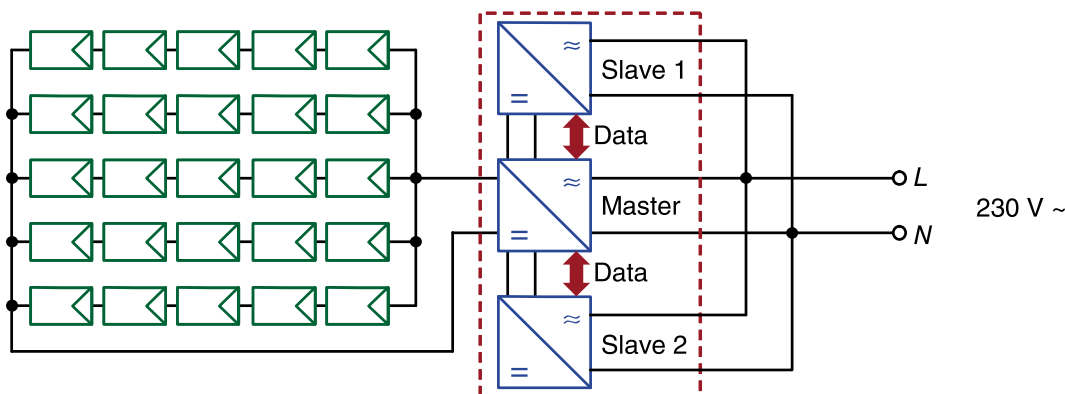 Slave 1
Data
Master
Data
Slave 2
L
N
230 V ~